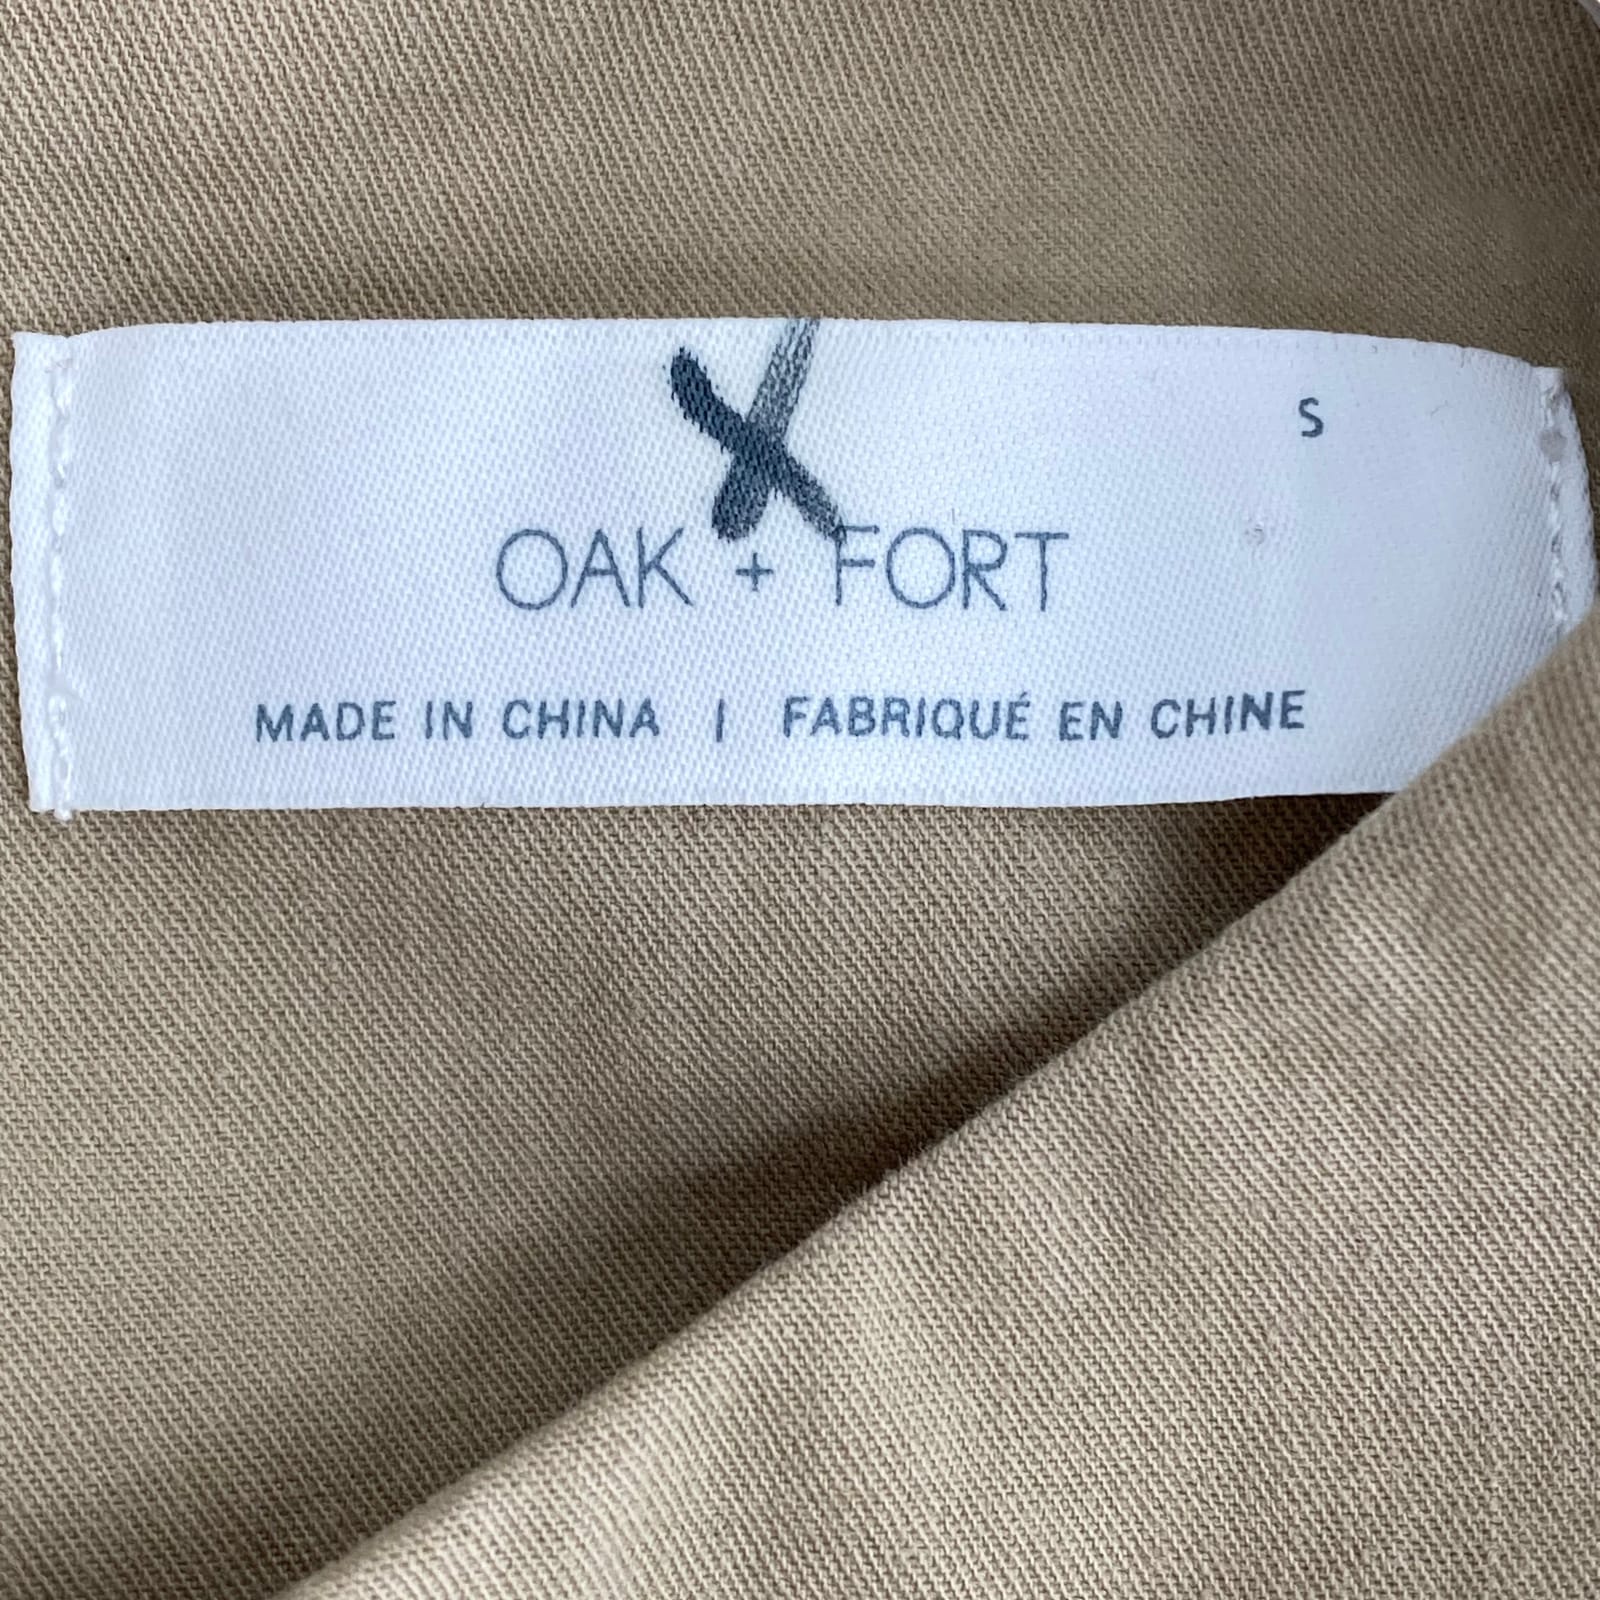 S
OAK + FORT
MADE IN CHINA | FABRIQUÉ EN CHINE